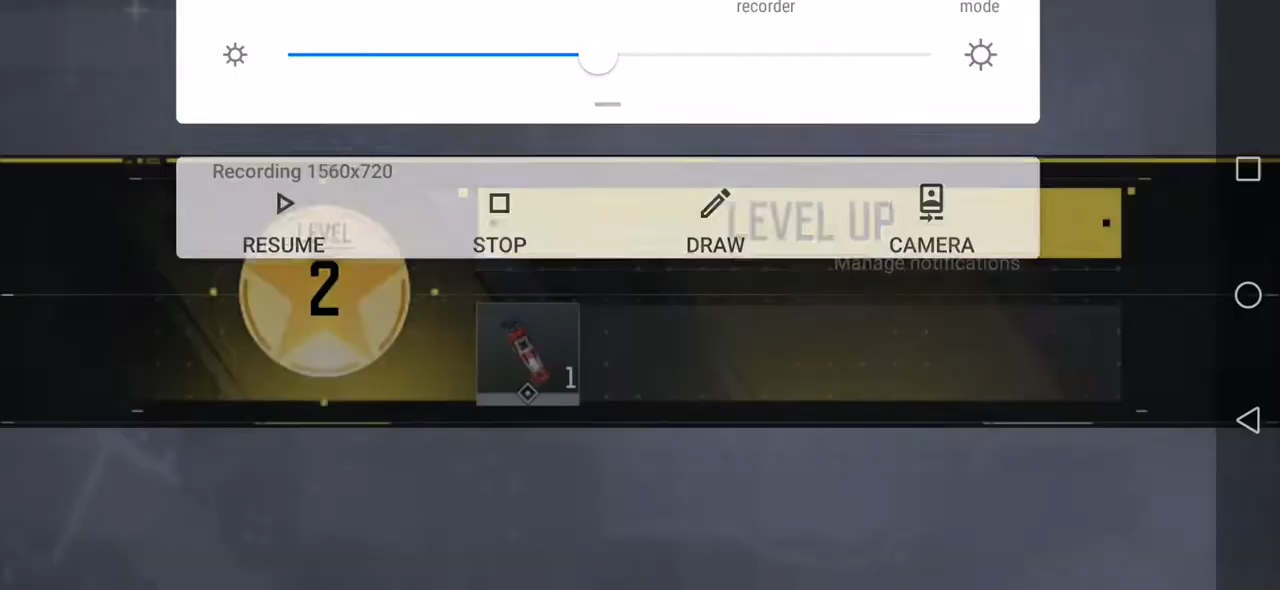 recorder mode
Recording 1560x720
RESUME STOP DRAW CAMERA
LEVEL UP
Manage notifications
LEVEL
2
1